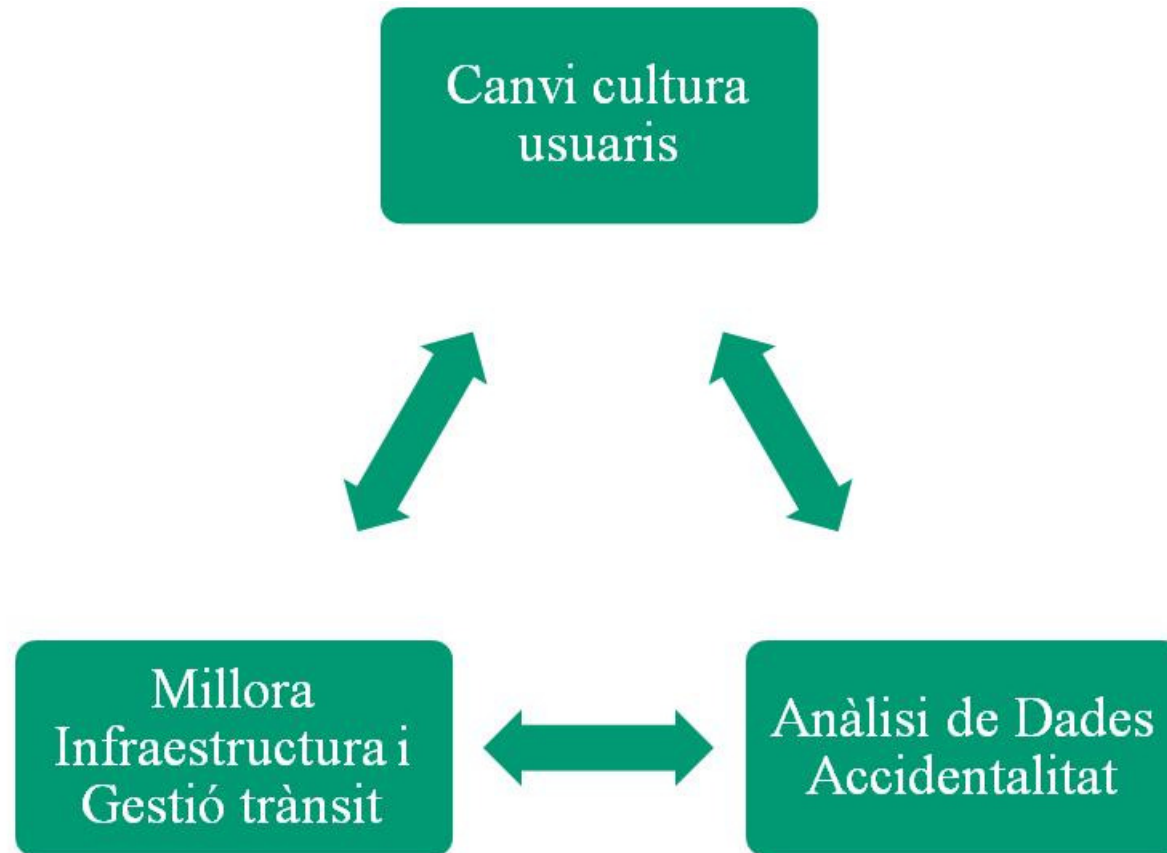 Canvi cultura
usuaris
Millora
Infraestructura i
Gestió trànsit
Anàlisi de Dades
Accidentalitat